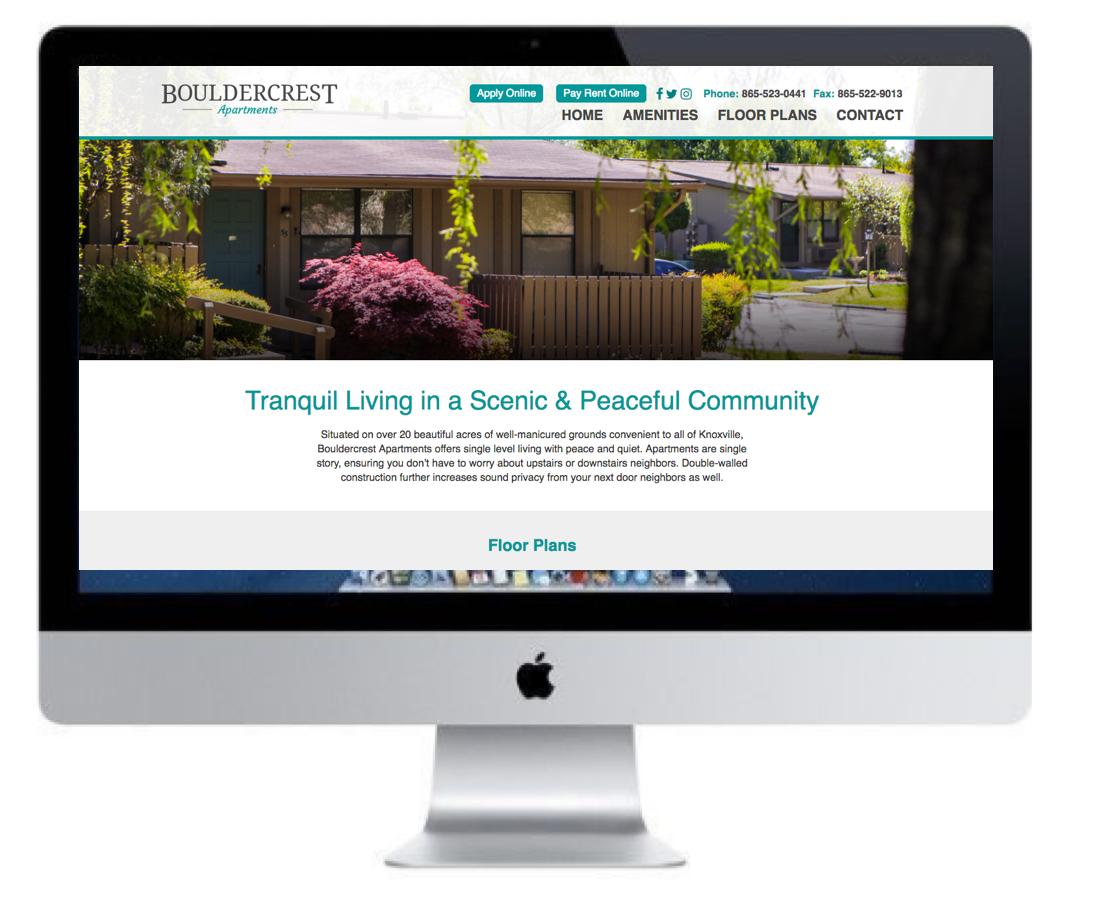 BOULDERCREST
Apartments
Apply Online Pay Rent Online Phone: 865-523-0441 Fax: 865-522-9013
HOME AMENITIES FLOOR PLANS CONTACT
Tranquil Living in a Scenic & Peaceful Community
Situated on over 20 beautiful acres of well-manicured grounds convenient to all of Knoxville,
Bouldercrest Apartments offers single level living with peace and quiet. Apartments are single
story, ensuring you don't have to worry about upstairs or downstairs neighbors. Double-walled
construction further increases sound privacy from your next door neighbors as well.
Floor Plans